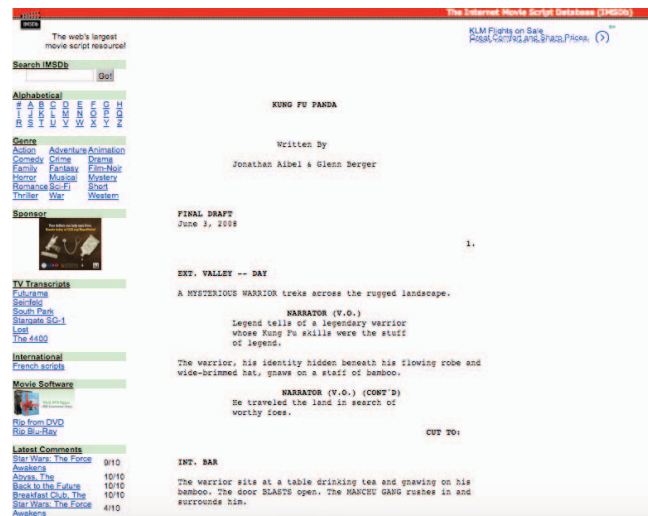 The Internet Movie Script Database (IMSDb)
IMSDb
The web's largest
movie script resource!
KLM Flights on Sale
Great Comfort and Sharp Prices.
Search IMSDb
Go!
Alphabetical
# A B C D E F G H
I J K L M N O P Q
R S T U V W X Y Z
Genre
Action Adventure Animation
Comedy Crime Drama
Family Fantasy Film-Noir
Horror Musical Mystery
Romance Sci-Fi Short
Thriller War Western
Sponsor
TV Transcripts
Futurama
Seinfeld
South Park
Stargate SG-1
Lost
The 4400
International
French scripts
Movie Software
Rip from DVD
Rip Blu-Ray
Latest Comments
Star Wars: The Force
Awakens 9/10
Abyss, The 10/10
Back to the Future 10/10
Breakfast Club, The 10/10
Star Wars: The Force
Awakens 4/10
KUNG FU PANDA
Written By
Jonathan Aibel & Glenn Berger
FINAL DRAFT
June 3, 2008
1.
EXT. VALLEY -- DAY
A MYSTERIOUS WARRIOR treks across the rugged landscape.
NARRATOR (V.O.)
Legend tells of a legendary warrior
whose Kung Fu skills were the stuff
of legend.
The warrior, his identity hidden beneath his flowing robe and
wide-brimmed hat, gnaws on a staff of bamboo.
NARRATOR (V.O.) (CONT'D)
He traveled the land in search of
worthy foes.
CUT TO:
INT. BAR
The warrior sits at a table drinking tea and gnawing on his
bamboo. The door BLASTS open. The MANCHU GANG rushes in and
surrounds him.